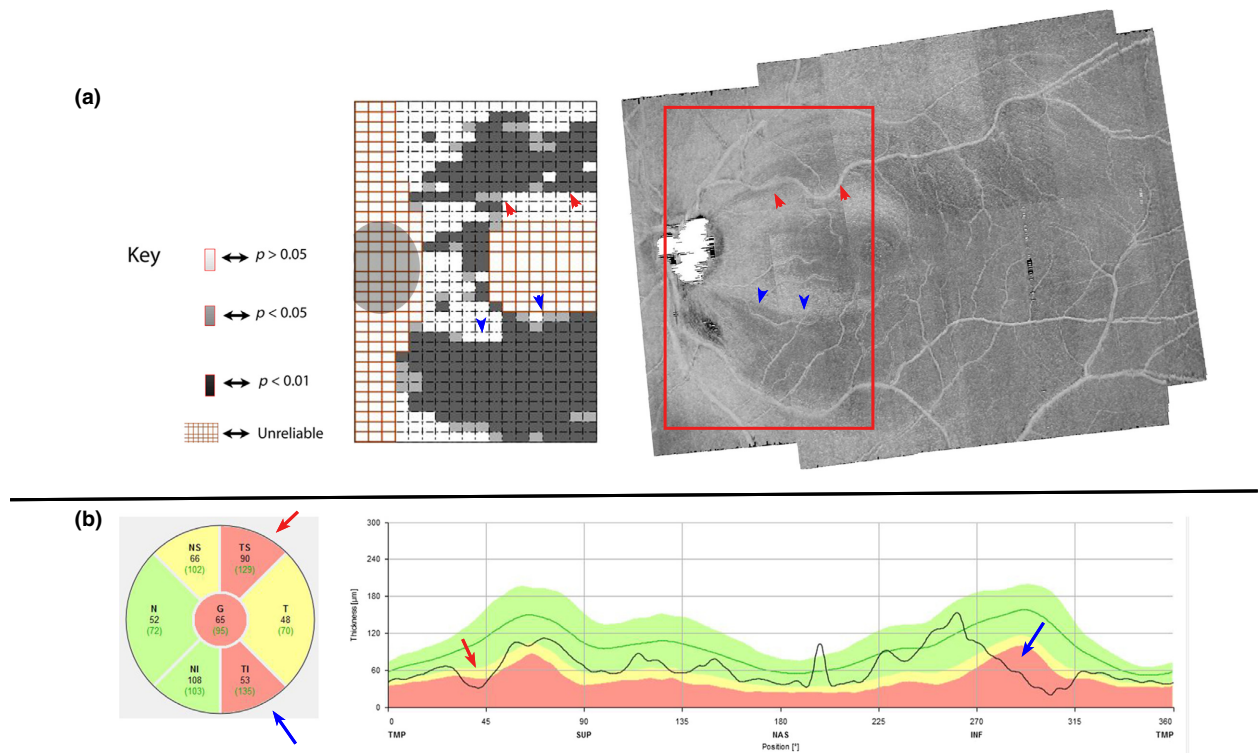 (a)
Key
p > 0.05
p < 0.05
p < 0.01
Unreliable
(b)
NS
66
(102)
TS
90
(129)
N
52
(72)
G
65
(95)
T
48
(70)
NI
108
(103)
TI
53
(135)
Thickness [µm]
300
240
180
120
60
0
0 45 90 135 180 225 270 315 360
TMP SUP NAS INF TMP
Position [°]